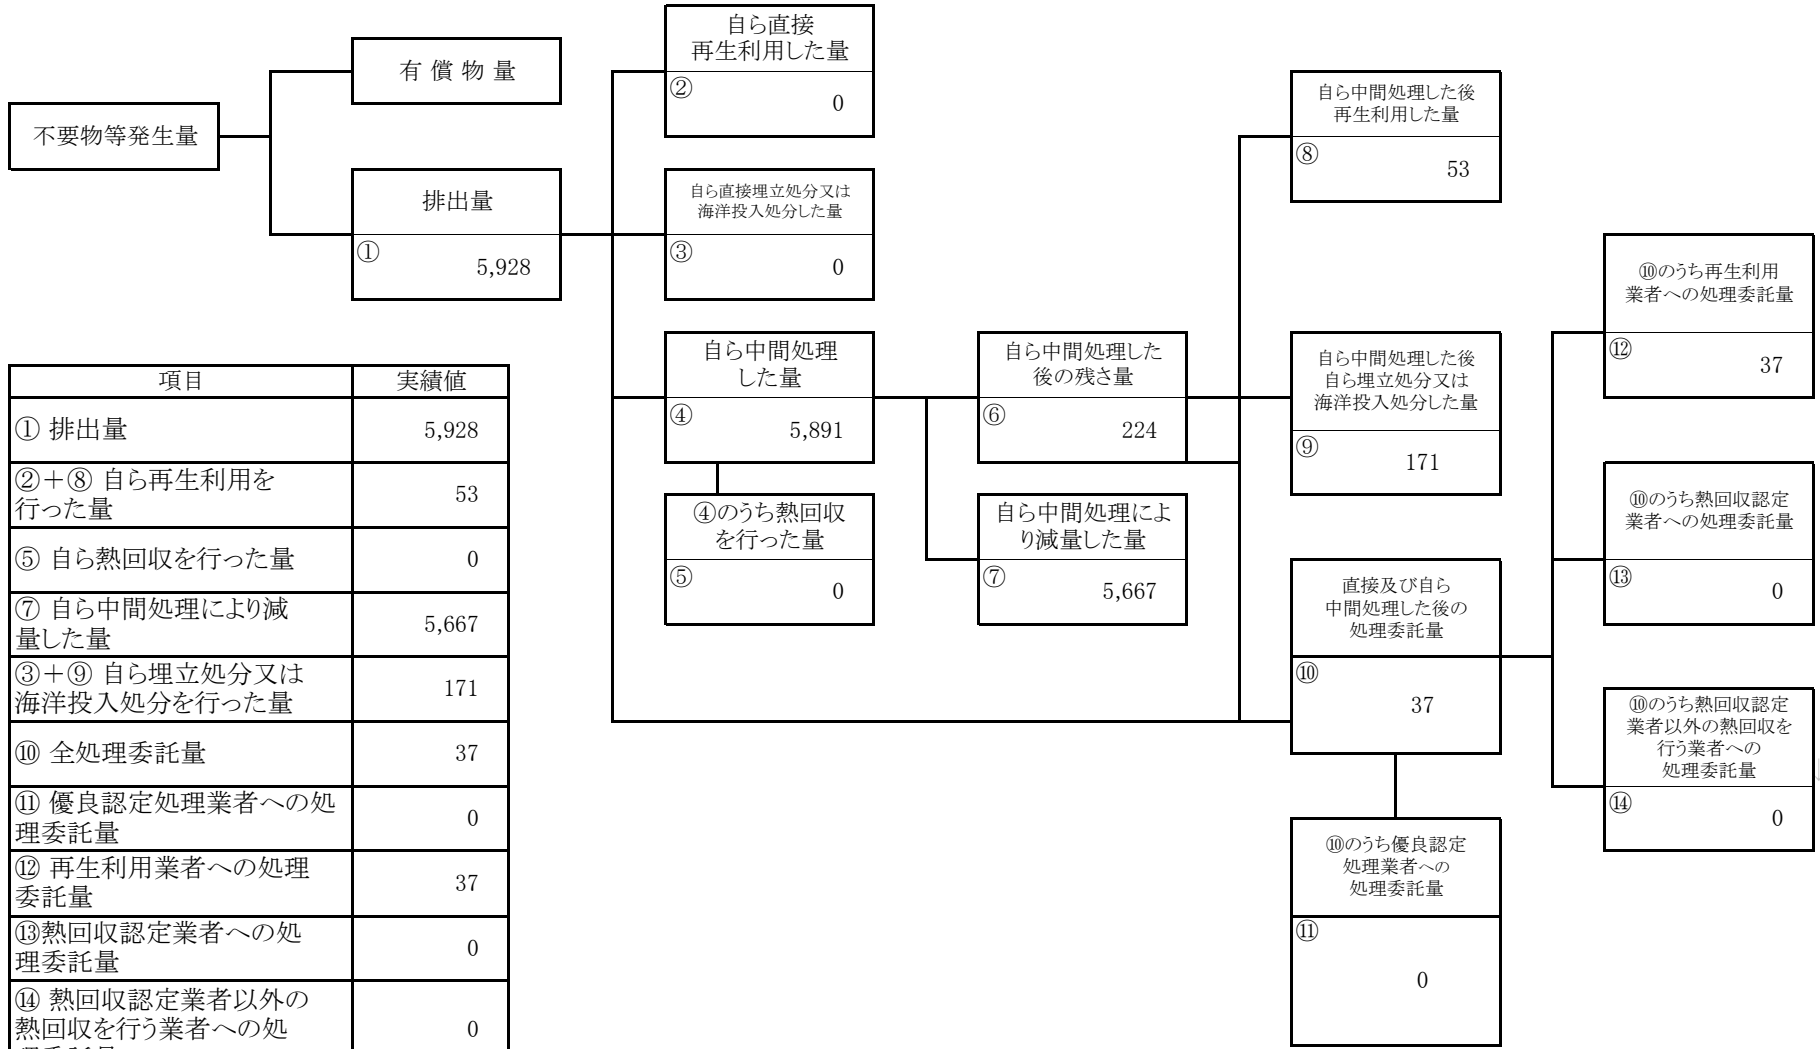 自ら直接
再生利用した量
②
0
有 償 物 量
不要物等発生量
排出量
①
5,928
自ら直接埋立処分又は
海洋投入処分した量
③
0
自ら中間処理した後
再生利用した量
⑧
53
⑩のうち再生利用
業者への処理委託量
⑫
37
自ら中間処理
した量
④
5,891
自ら中間処理した
後の残さ量
⑥
224
自ら中間処理した後
自ら埋立処分又は
海洋投入処分した量
⑨
171
④のうち熱回収
を行った量
⑤
0
自ら中間処理によ
り減量した量
⑦
5,667
⑩のうち熱回収認定
業者への処理委託量
⑬
0
直接及び自ら
中間処理した後の
処理委託量
⑩
37
⑩のうち熱回収認定
業者以外の熱回収を
行う業者への
処理委託量
⑭
0
⑩のうち優良認定
処理業者への
処理委託量
⑪
0
項目 実績値
① 排出量 5,928
②＋⑧ 自ら再生利用を
行った量 53
⑤ 自ら熱回収を行った量 0
⑦ 自ら中間処理により減
量した量 5,667
③＋⑨ 自ら埋立処分又は
海洋投入処分を行った量 171
⑩ 全処理委託量 37
⑪ 優良認定処理業者への処
理委託量 0
⑫ 再生利用業者への処理
委託量 37
⑬熱回収認定業者への処
理委託量 0
⑭ 熱回収認定業者以外の
熱回収を行う業者への処 0